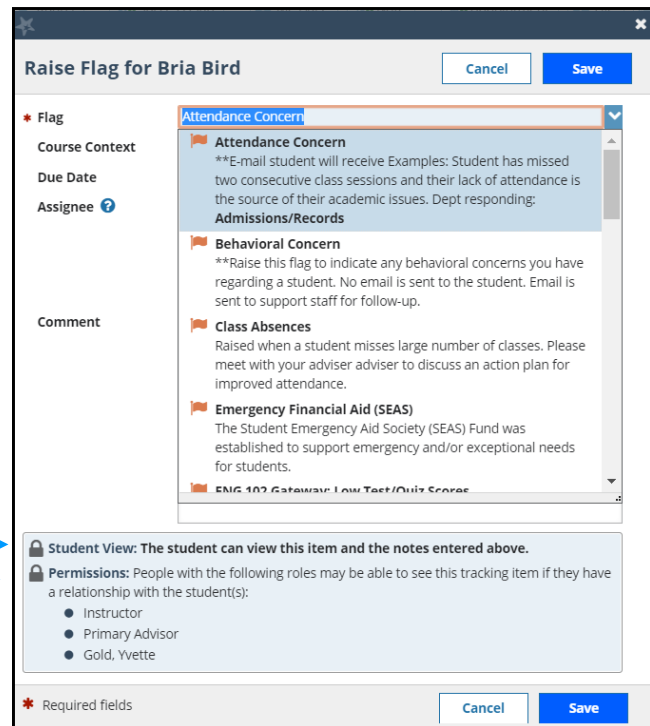 Raise Flag for Bria Bird
Cancel
Save
* Flag
Attendance Concern
Course Context
Due Date
Assignee ?
Comment
Attendance Concern
**E-mail student will receive Examples: Student has missed
two consecutive class sessions and their lack of attendance is
the source of their academic issues. Dept responding:
Admissions/Records
Behavioral Concern
**Raise this flag to indicate any behavioral concerns you have
regarding a student. No email is sent to the student. Email is
sent to support staff for follow-up.
Class Absences
Raised when a student misses large number of classes. Please
meet with your adviser adviser to discuss an action plan for
improved attendance.
Emergency Financial Aid (SEAS)
The Student Emergency Aid Society (SEAS) Fund was
established to support emergency and/or exceptional needs
for students.
ENG 102 Gateway: Low Test/Quiz Scores
Student View: The student can view this item and the notes entered above.
Permissions: People with the following roles may be able to see this tracking item if they have
a relationship with the student(s):
● Instructor
● Primary Advisor
● Gold, Yvette
* Required fields
Cancel
Save